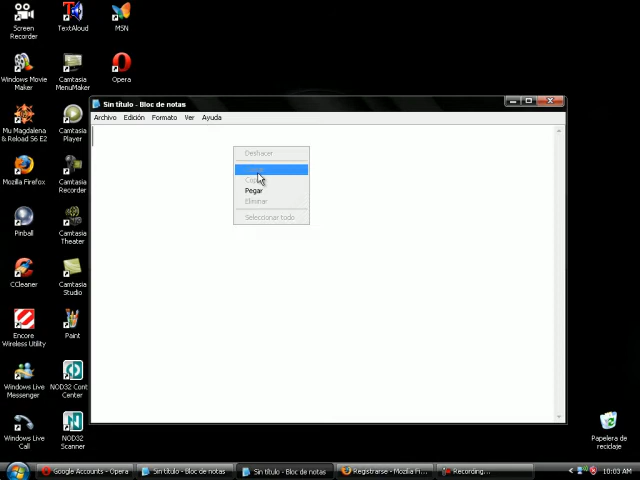 Screen
Recorder
TextAloud
MSN
Windows Movie
Maker
Camtasia
MenuMaker
Opera
Mu Magdalena
& Reload S6 E2
Camtasia
Player
Mozilla Firefox
Camtasia
Recorder
Pinball
Camtasia
Theater
CCleaner
Camtasia
Studio
Encore
Wireless Utility
Paint
Windows Live
Messenger
NOD32 Cont
Center
Windows Live
Call
NOD32
Scanner
Sin título - Bloc de notas
Archivo Edición Formato Ver Ayuda
Deshacer
Pegar
Eliminar
Seleccionar todo
Papelera de
reciclaje
Google Accounts - Opera
Sin título - Bloc de notas
Sin título - Bloc de notas
Registrarse - Mozilla Fi...
Recording...
10:03 AM